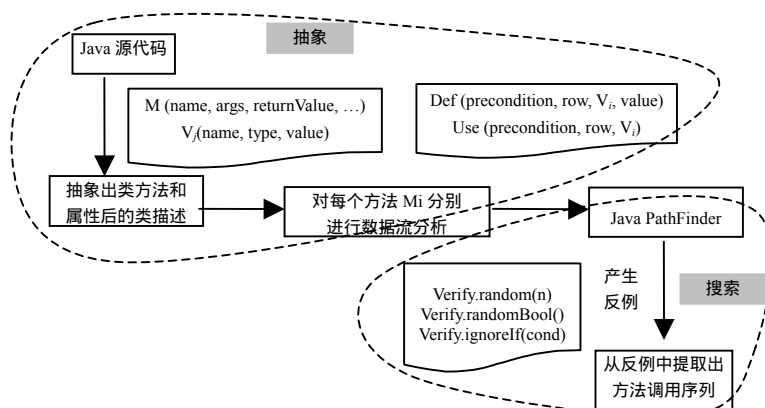 抽象
Java 源代码
M (name, args, returnValue, …)
Vj(name, type, value)
Def (precondition, row, Vi, value)
Use (precondition, row, Vi)
抽象出类方法和
属性后的类描述
对每个方法 Mi 分别
进行数据流分析
Java PathFinder
Verify.random(n)
Verify.randomBool()
Verify.ignoreIf(cond)
产生
反例
搜索
从反例中提取出
方法调用序列